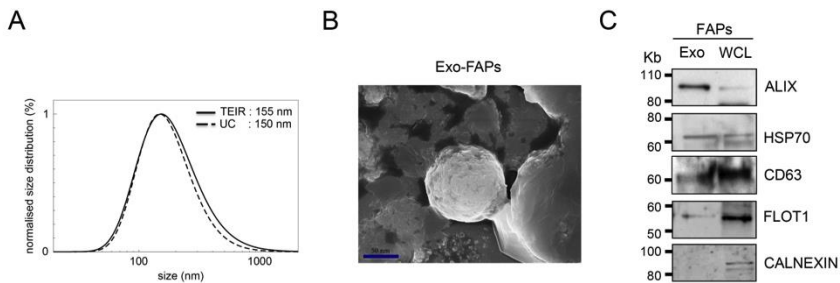 A
normalised size distribution (%)
1
0
TEIR : 155 nm
UC : 150 nm
100
1000
size (nm)
B
Exo-FAPs
C
FAPs
Kb
Exo
WCL
110
80
ALIX
80
60
HSP70
60
CD63
60
50
FLOT1
100
80
CALNEXIN